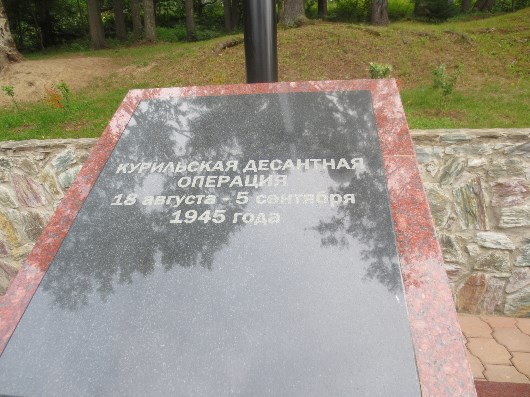 КУРИЛЬСКАЯ ДЕСАНТНАЯ
ОПЕРАЦИЯ
18 августа - 5 сентября
1945 года